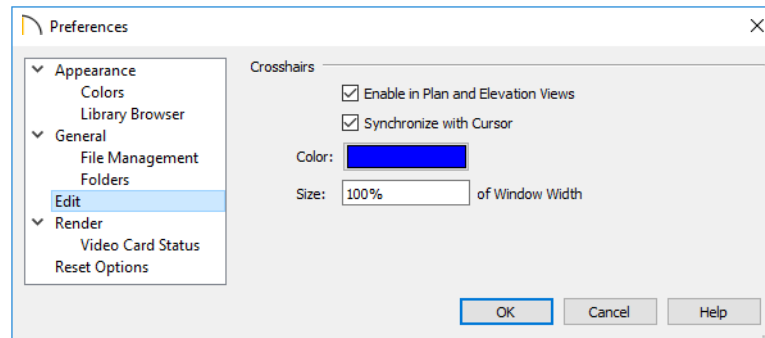 Preferences
Appearance
Colors
Library Browser
General
File Management
Folders
Edit
Render
Video Card Status
Reset Options
Crosshairs
Enable in Plan and Elevation Views
Synchronize with Cursor
Color:
Size: 100% of Window Width
OK Cancel Help